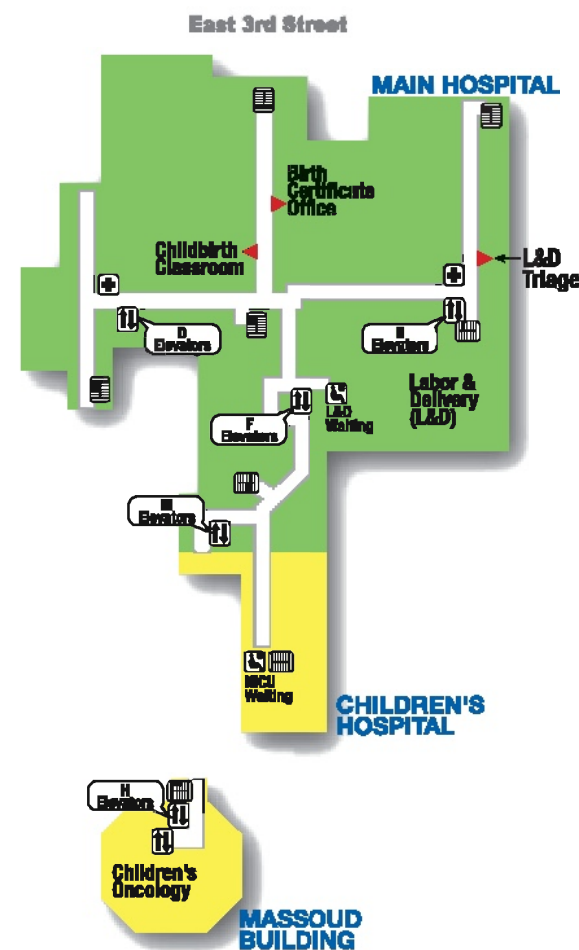 East 3rd Street
MAIN HOSPITAL
Birth
Certificate
Office
Childbirth
Classroom
L&D
Triage
D
Elevators
Elevators
Labor &
Delivery
(L&D)
L&D
Waiting
F
Elevators
Elevators
NICU
Waiting
CHILDREN'S
HOSPITAL
H
Elevators
Children's
Oncology
MASSOUD
BUILDING